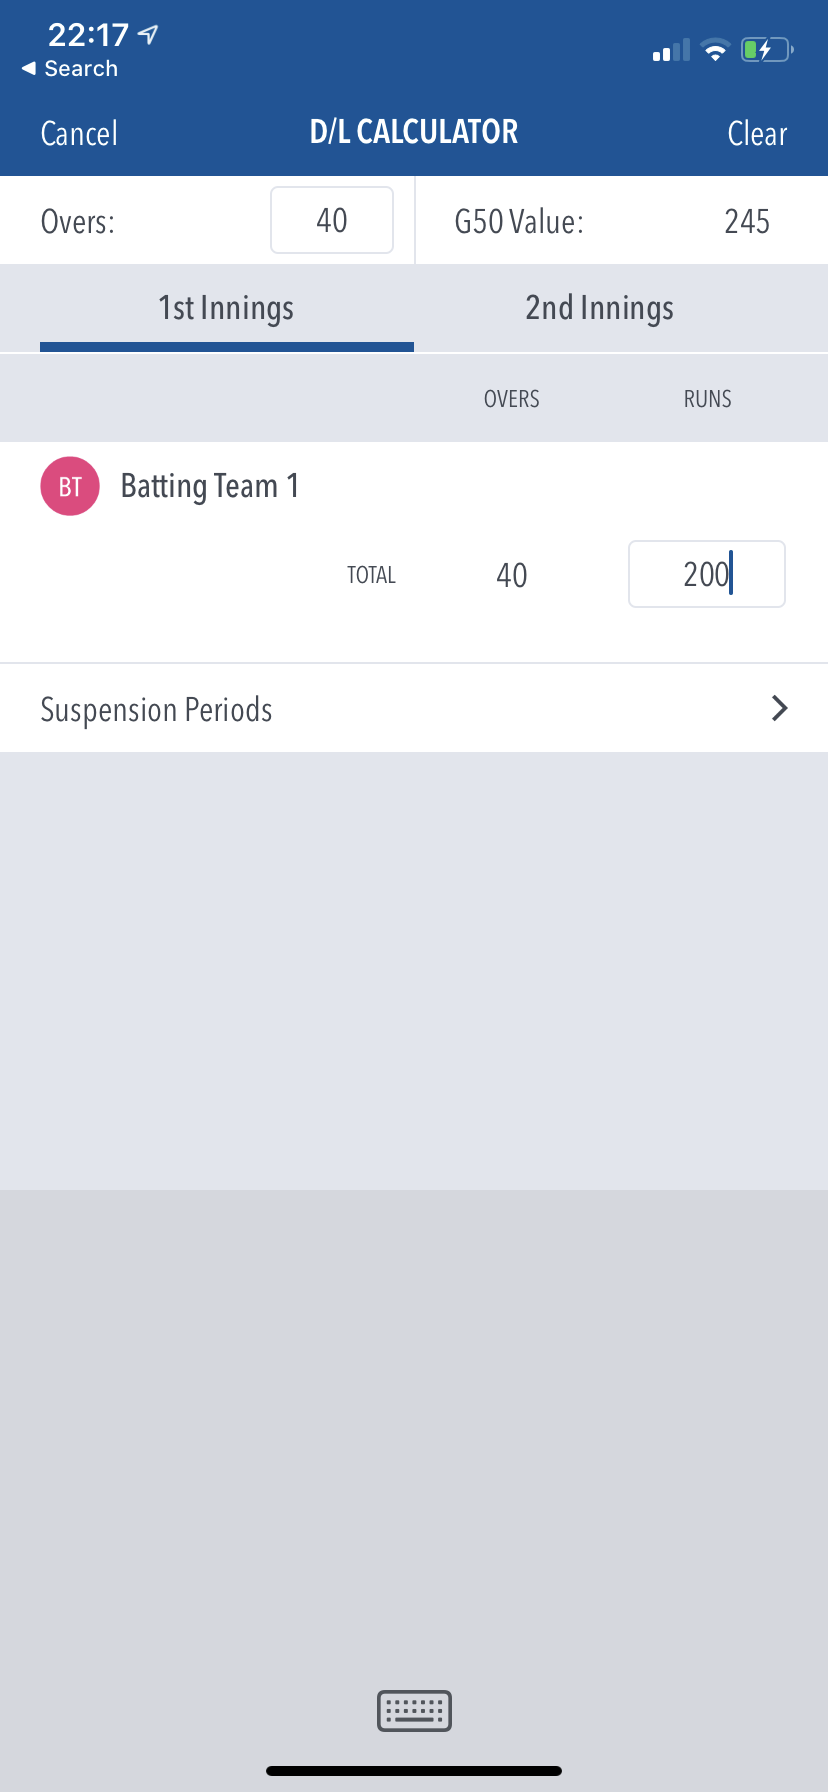 22:17
Search
Cancel D/L CALCULATOR Clear
Overs: 40 G50 Value: 245
1st Innings 2nd Innings
OVERS RUNS
BT Batting Team 1
TOTAL 40 200
Suspension Periods